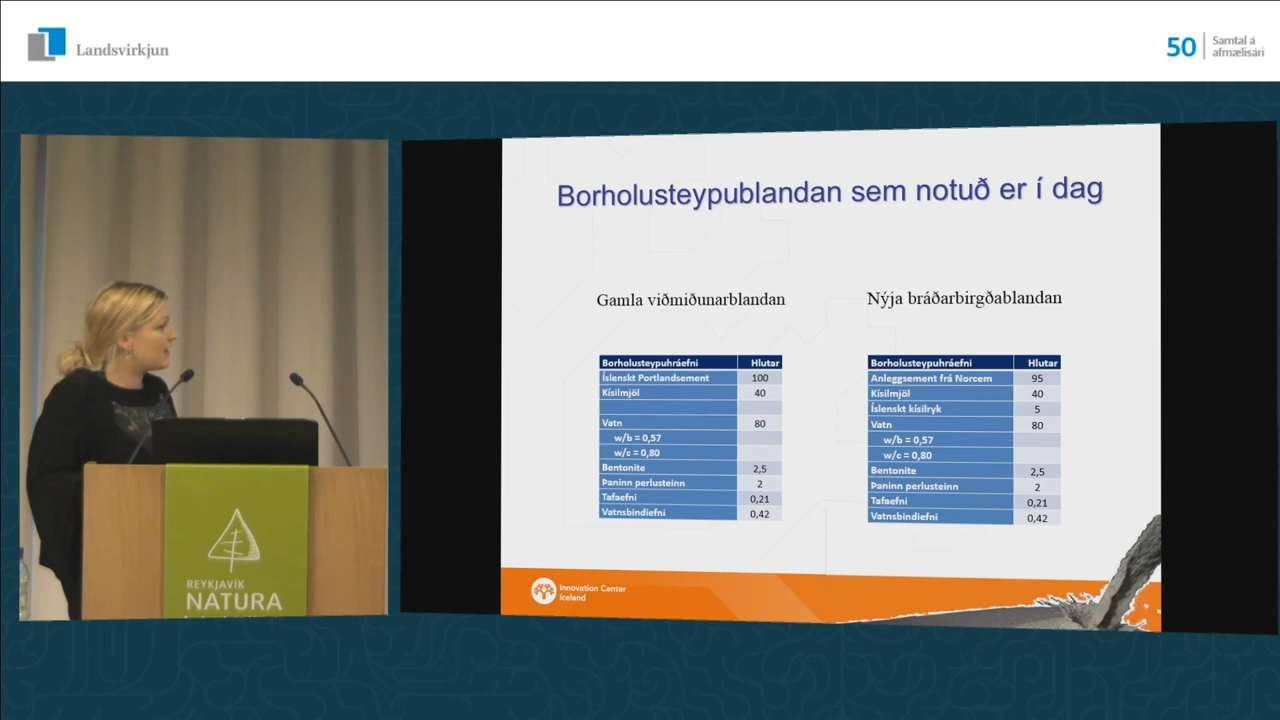 Landsvirkjun
50
Samtal á
afmælisári
Borholusteypublandan sem notuð er í dag
Gamla viðmiðunarblandan
Borholusteypuhráefni Hlutar
Íslenskt Portlandsement 100
Kísilmjöl 40
Vatn 80
w/b = 0,57
w/c = 0,80
Bentonite 2,5
Þaninn perlusteinn 2
Tafaefni 0,21
Vatnsbindiefni 0,42
Nýja bráðarbirgðablandan
Borholusteypuhráefni Hlutar
Anleggsement frá Norcem 95
Kísilmjöl 40
Íslenskt kísilryk 5
Vatn 80
w/b = 0,57
w/c = 0,80
Bentonite 2,5
Þaninn perlusteinn 2
Tafaefni 0,21
Vatnsbindiefni 0,42
Innovation Center
Iceland
REYKJAVÍK
NATURA